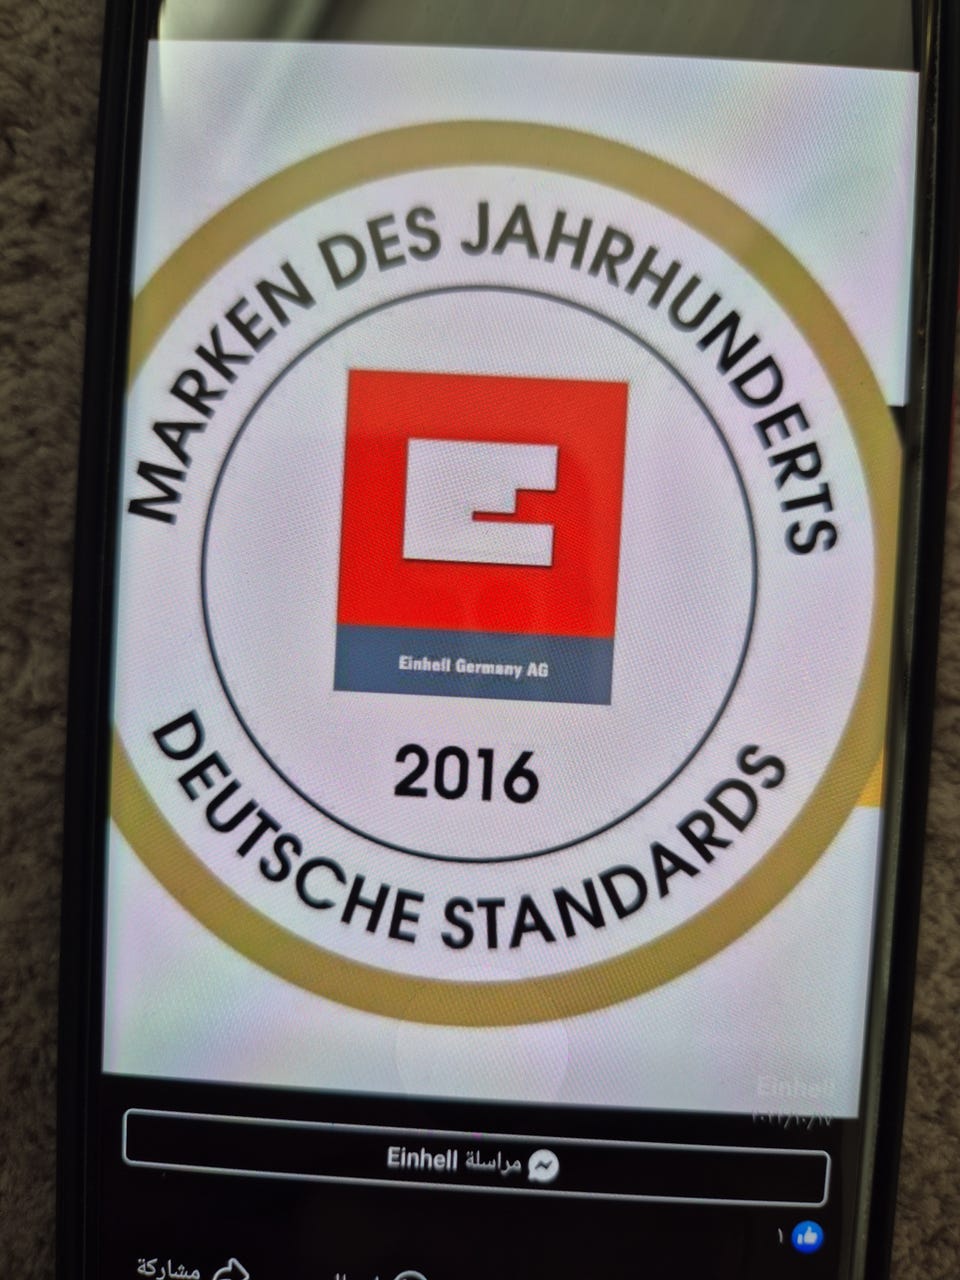 MARKEN DES JAHRHUNDERTS
Einhell Germany AG
2016
DEUTSCHE STANDARDS
Einhell
مراسلة Einhell
١
مشاركة